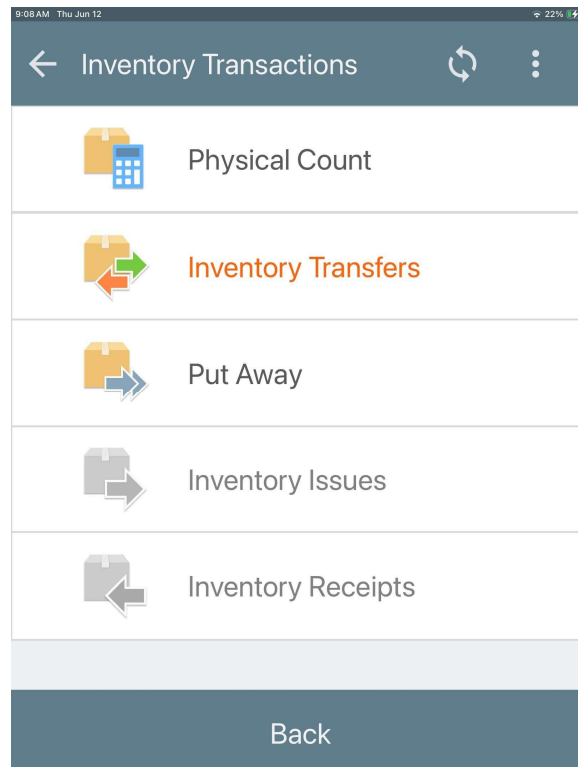 9:08 AM Thu Jun 12 22%
Inventory Transactions
Physical Count
Inventory Transfers
Put Away
Inventory Issues
Inventory Receipts
Back